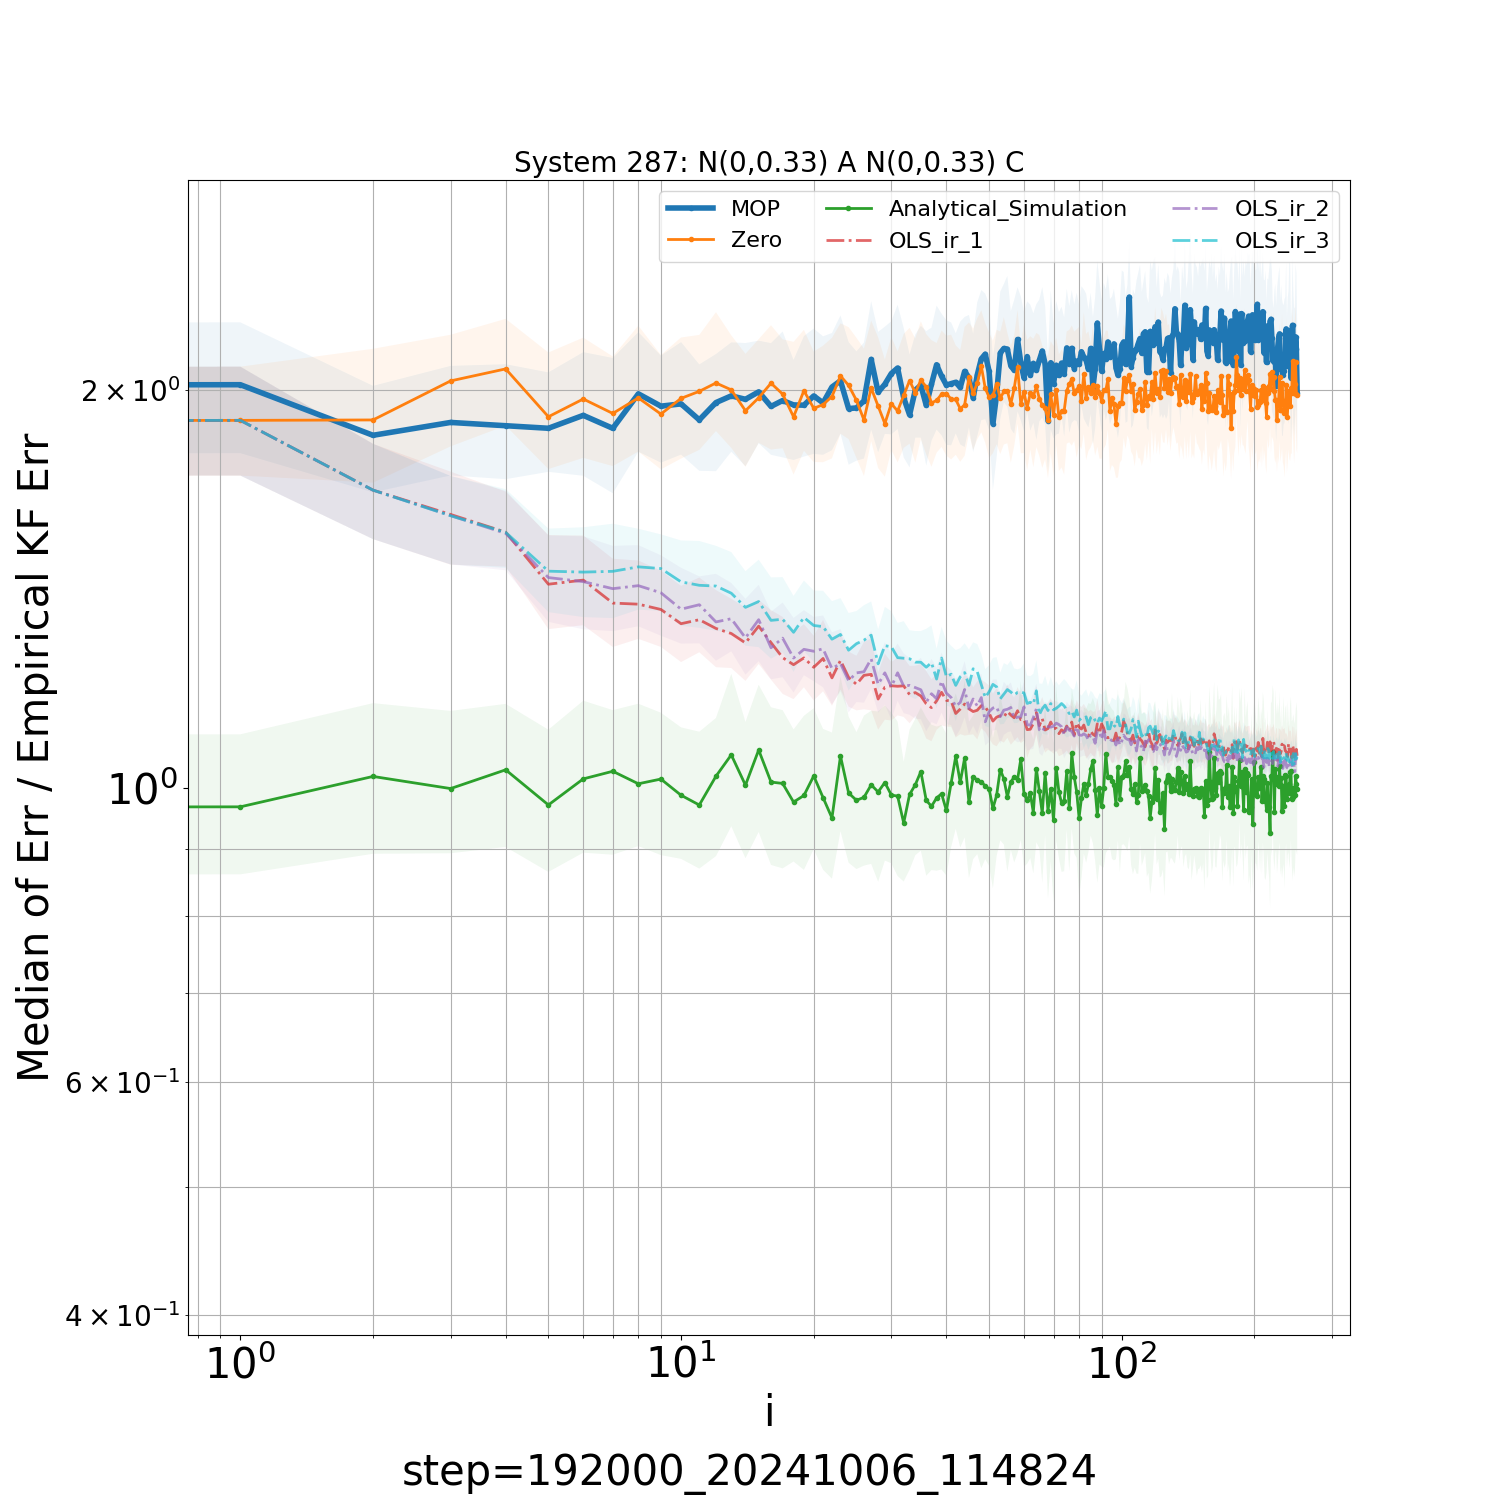 System 287: N(0,0.33) A N(0,0.33) C
MOP
Zero
Analytical_Simulation
OLS_ir_1
OLS_ir_2
OLS_ir_3
Median of Err / Empirical KF Err
2 × 10⁰
10⁰
6 × 10⁻¹
4 × 10⁻¹
10⁰ 10¹ 10²
i
step=192000_20241006_114824